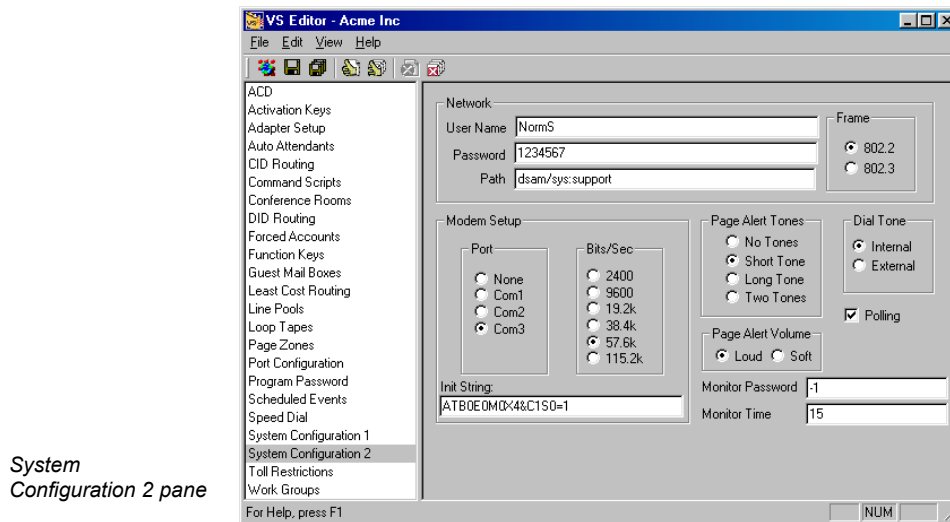 VS Editor - Acme Inc
File Edit View Help
ACD
Activation Keys
Adapter Setup
Auto Attendants
CID Routing
Command Scripts
Conference Rooms
DID Routing
Forced Accounts
Function Keys
Guest Mail Boxes
Least Cost Routing
Line Pools
Loop Tapes
Page Zones
Port Configuration
Program Password
Scheduled Events
Speed Dial
System Configuration 1
System Configuration 2
Toll Restrictions
Work Groups
Network
User Name NormS
Password 1234567
Path dsam/sys:support
Frame
802.2
802.3
Modem Setup
Port
None
Com1
Com2
Com3
Bits/Sec
2400
9600
19.2k
38.4k
57.6k
115.2k
Init String:
ATB0E0M0X4&C1S0=1
Page Alert Tones
No Tones
Short Tone
Long Tone
Two Tones
Dial Tone
Internal
External
Polling
Page Alert Volume
Loud Soft
Monitor Password -1
Monitor Time 15
For Help, press F1 NUM
System
Configuration 2 pane